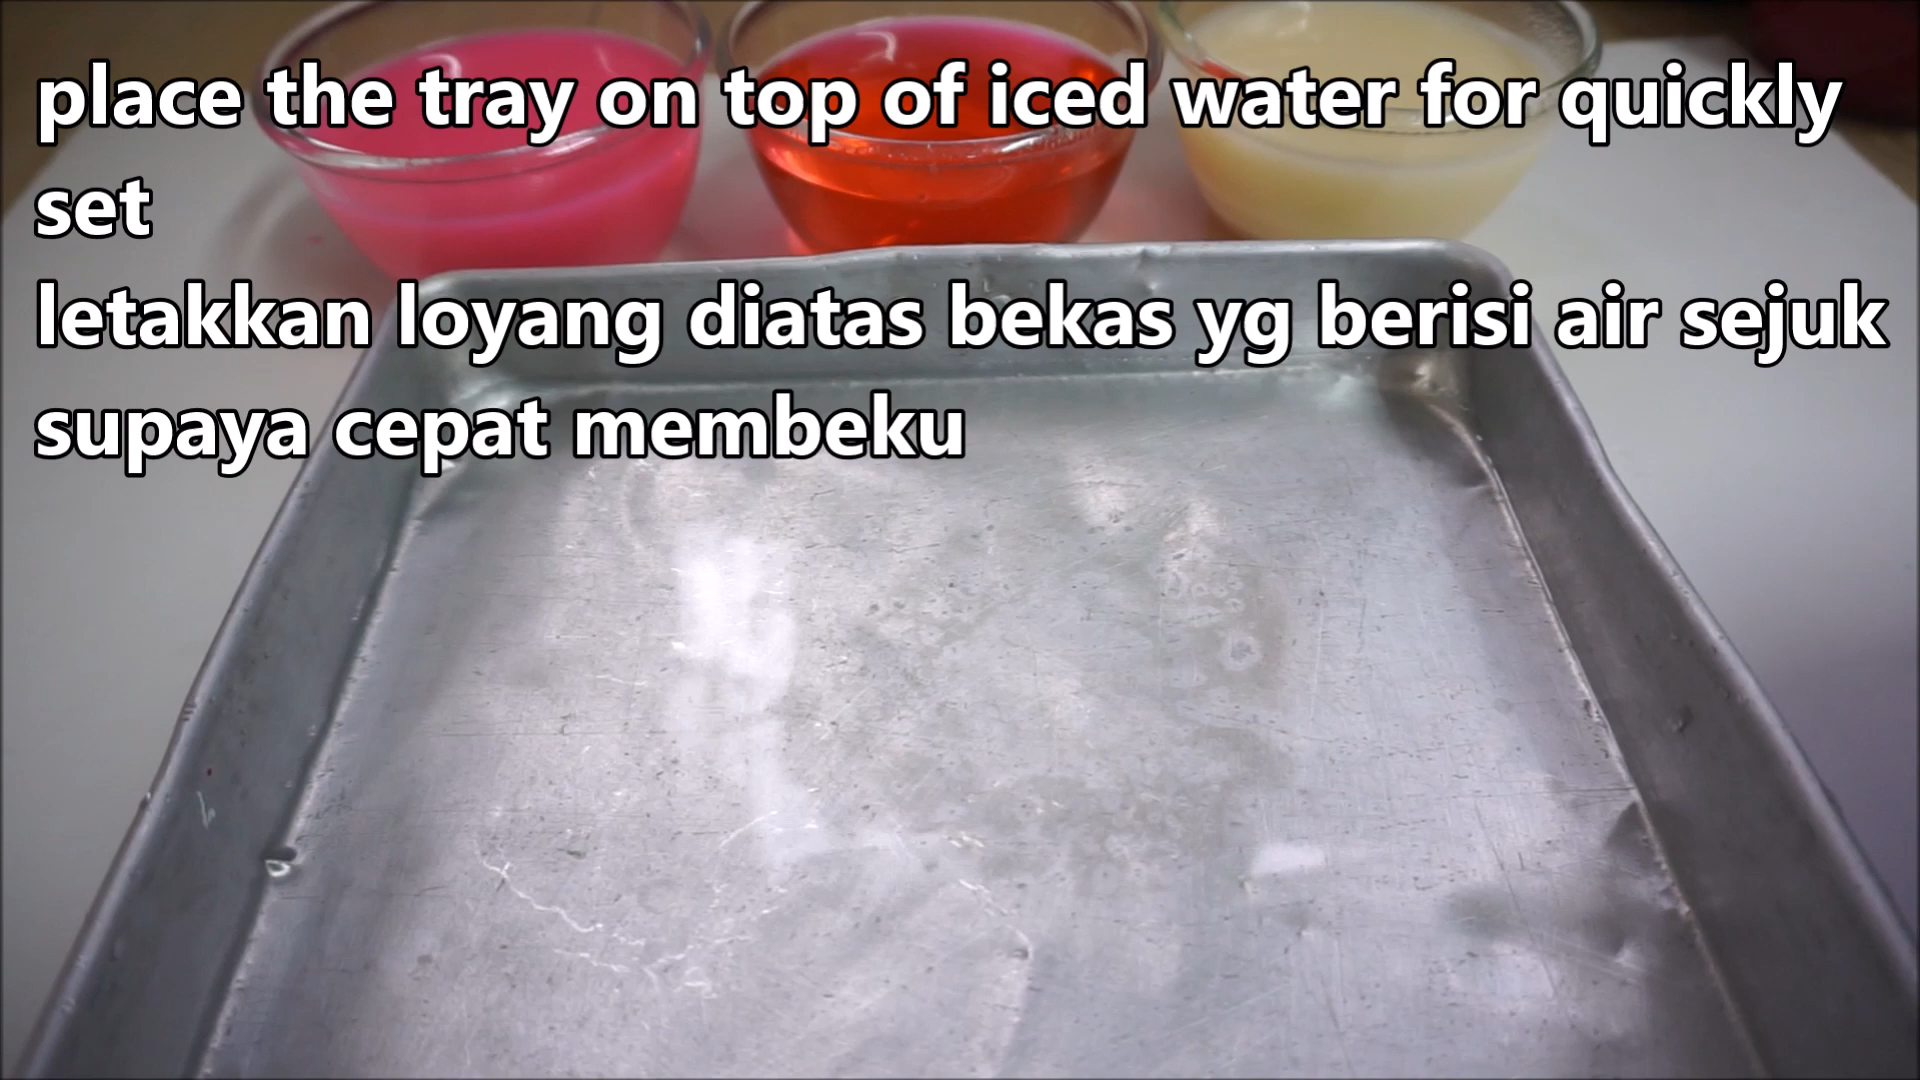 place the tray on top of iced water for quickly
set
letakkan loyang diatas bekas yg berisi air sejuk
supaya cepat membeku